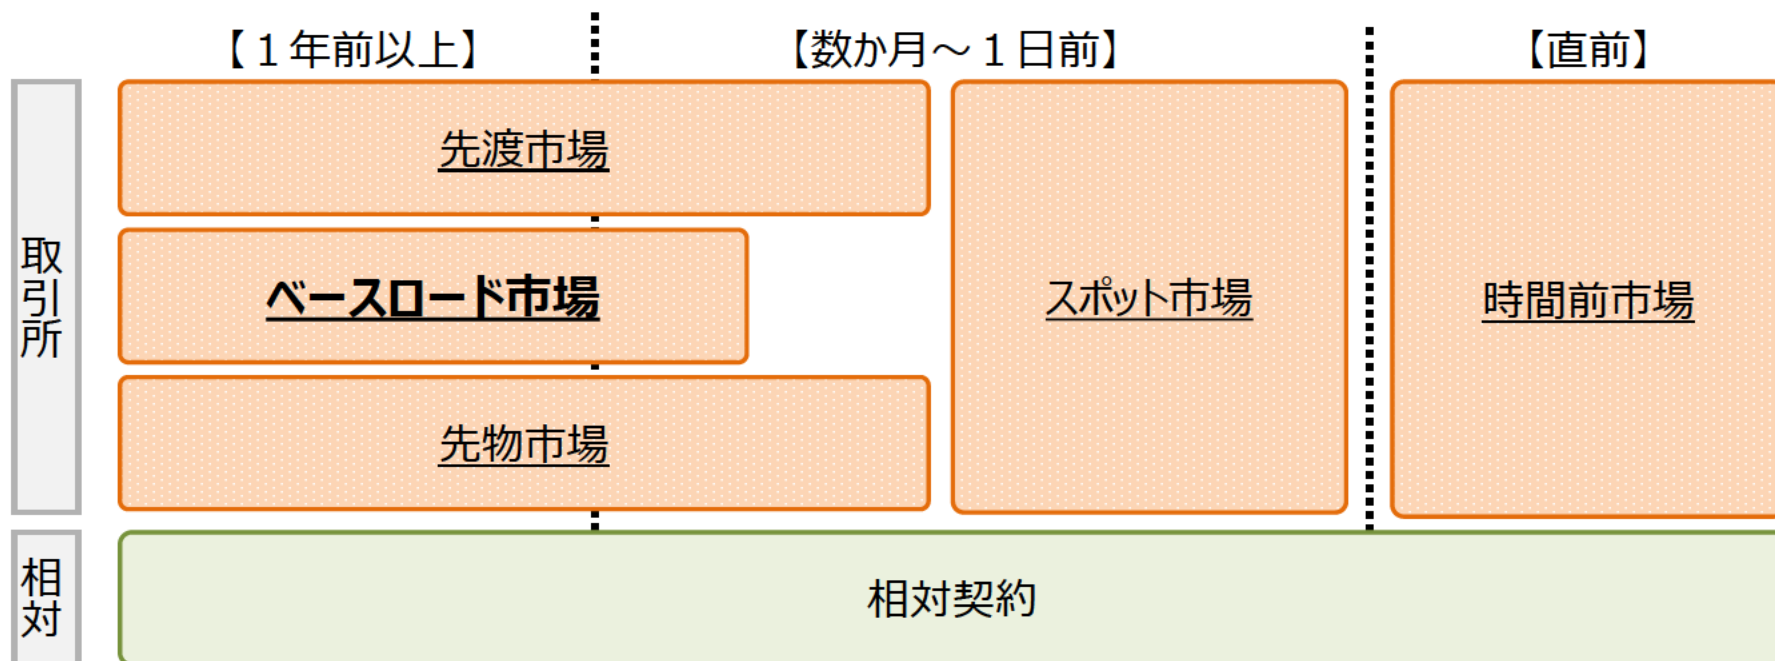 【１年前以上】
【数か月～１日前】
【直前】
取引所
先渡市場
ベースロード市場
先物市場
スポット市場
時間前市場
相対
相対契約